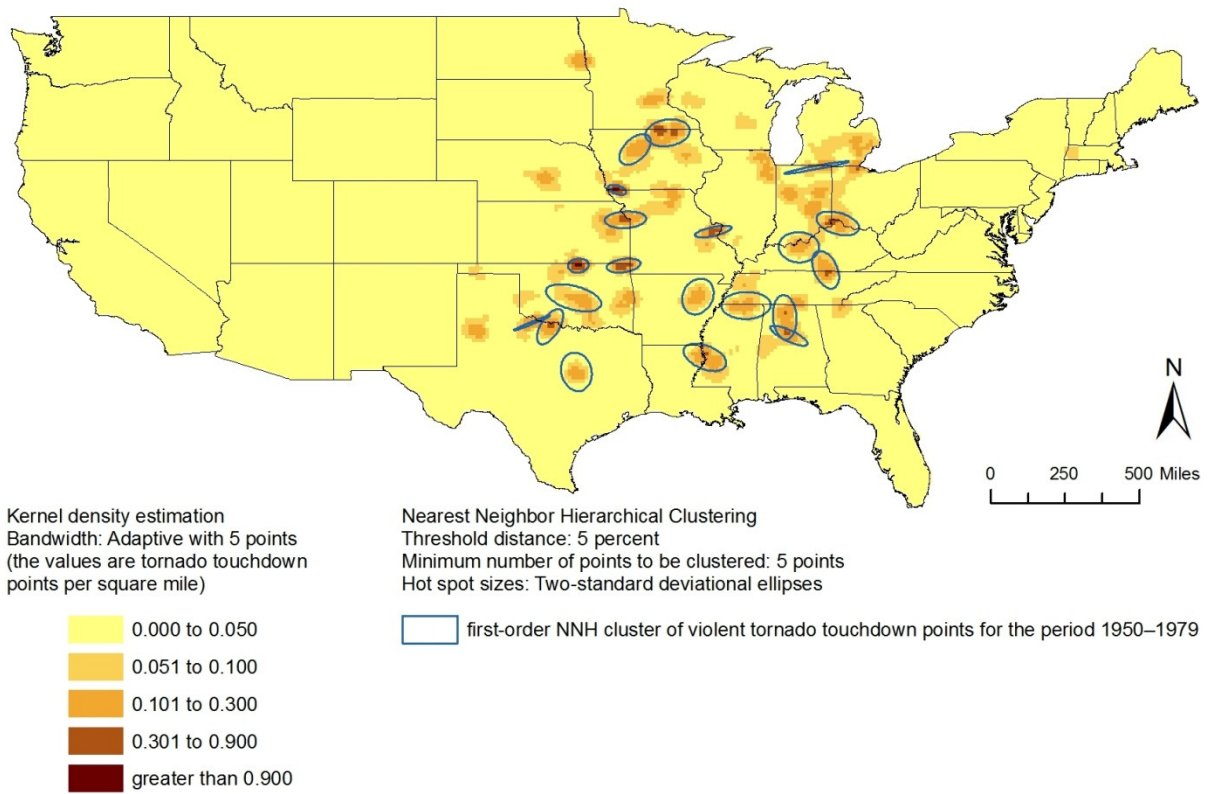 N
0 250 500 Miles
Kernel density estimation
Bandwidth: Adaptive with 5 points
(the values are tornado touchdown
points per square mile)
0.000 to 0.050
0.051 to 0.100
0.101 to 0.300
0.301 to 0.900
greater than 0.900
Nearest Neighbor Hierarchical Clustering
Threshold distance: 5 percent
Minimum number of points to be clustered: 5 points
Hot spot sizes: Two-standard deviational ellipses
first-order NNH cluster of violent tornado touchdown points for the period 1950–1979